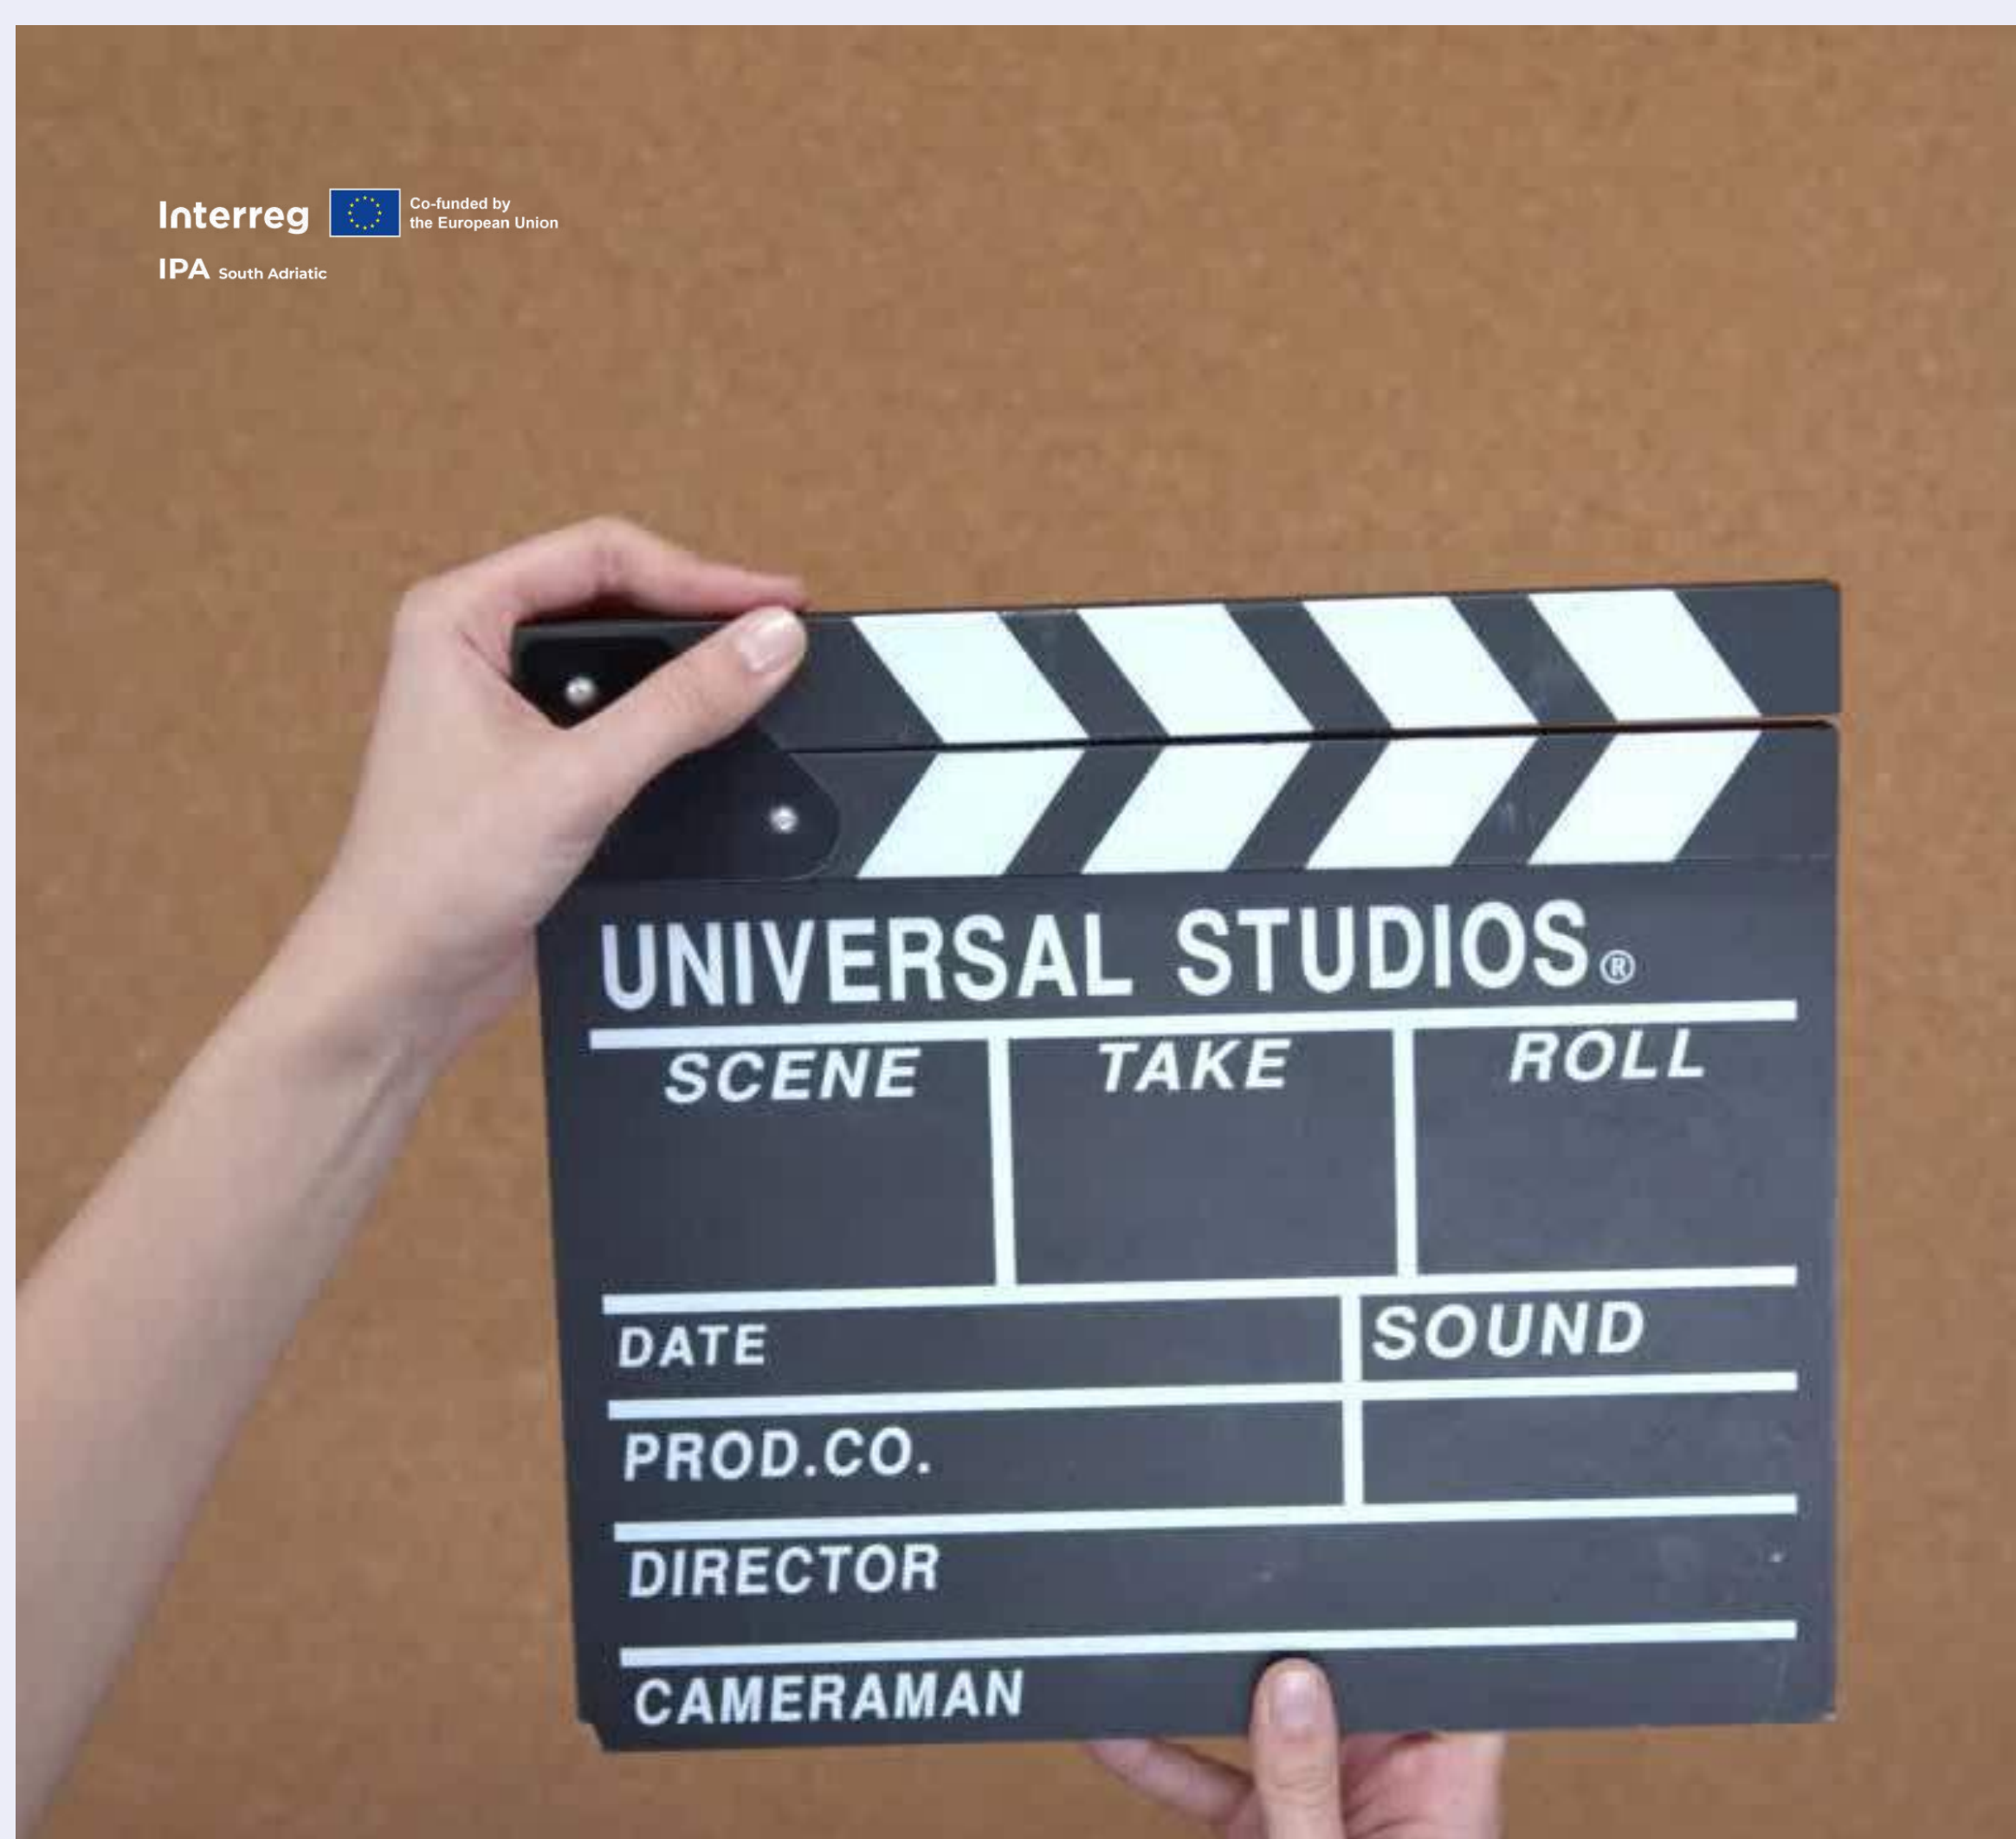 Interreg
Co-funded by
the European Union
IPA South Adriatic
UNIVERSAL STUDIOS®
SCENE TAKE ROLL
DATE SOUND
PROD.CO.
DIRECTOR
CAMERAMAN